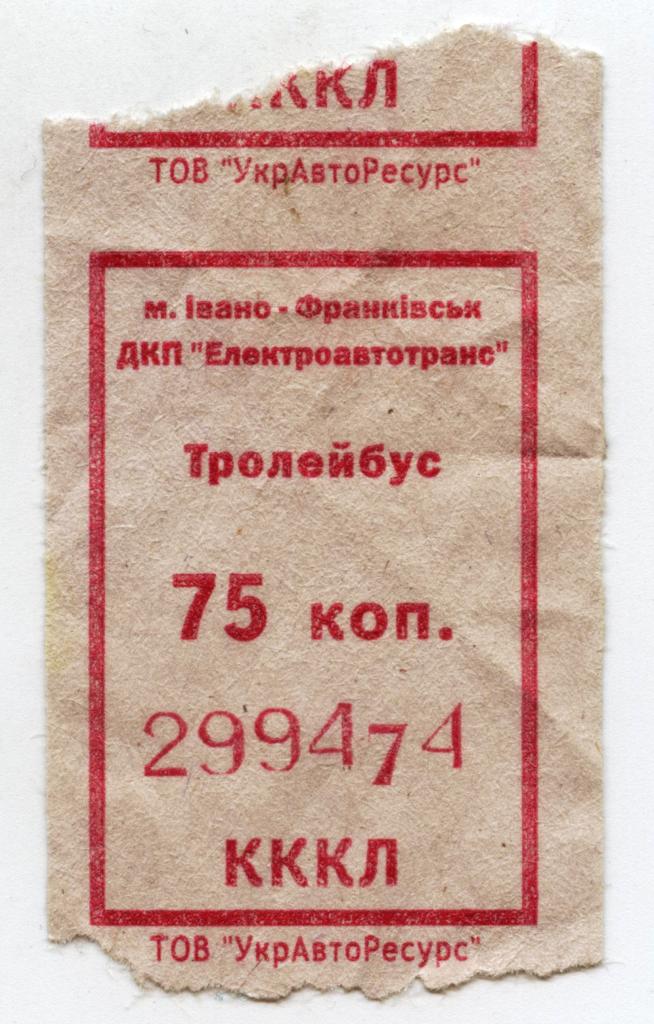 ККЛ
ТОВ "УкрАвтоРесурс"
м. Івано - Франківськ
ДКП "Електроавтотранс"
Тролейбус
75 коп.
299474
КККЛ
ТОВ "УкрАвтоРесурс"